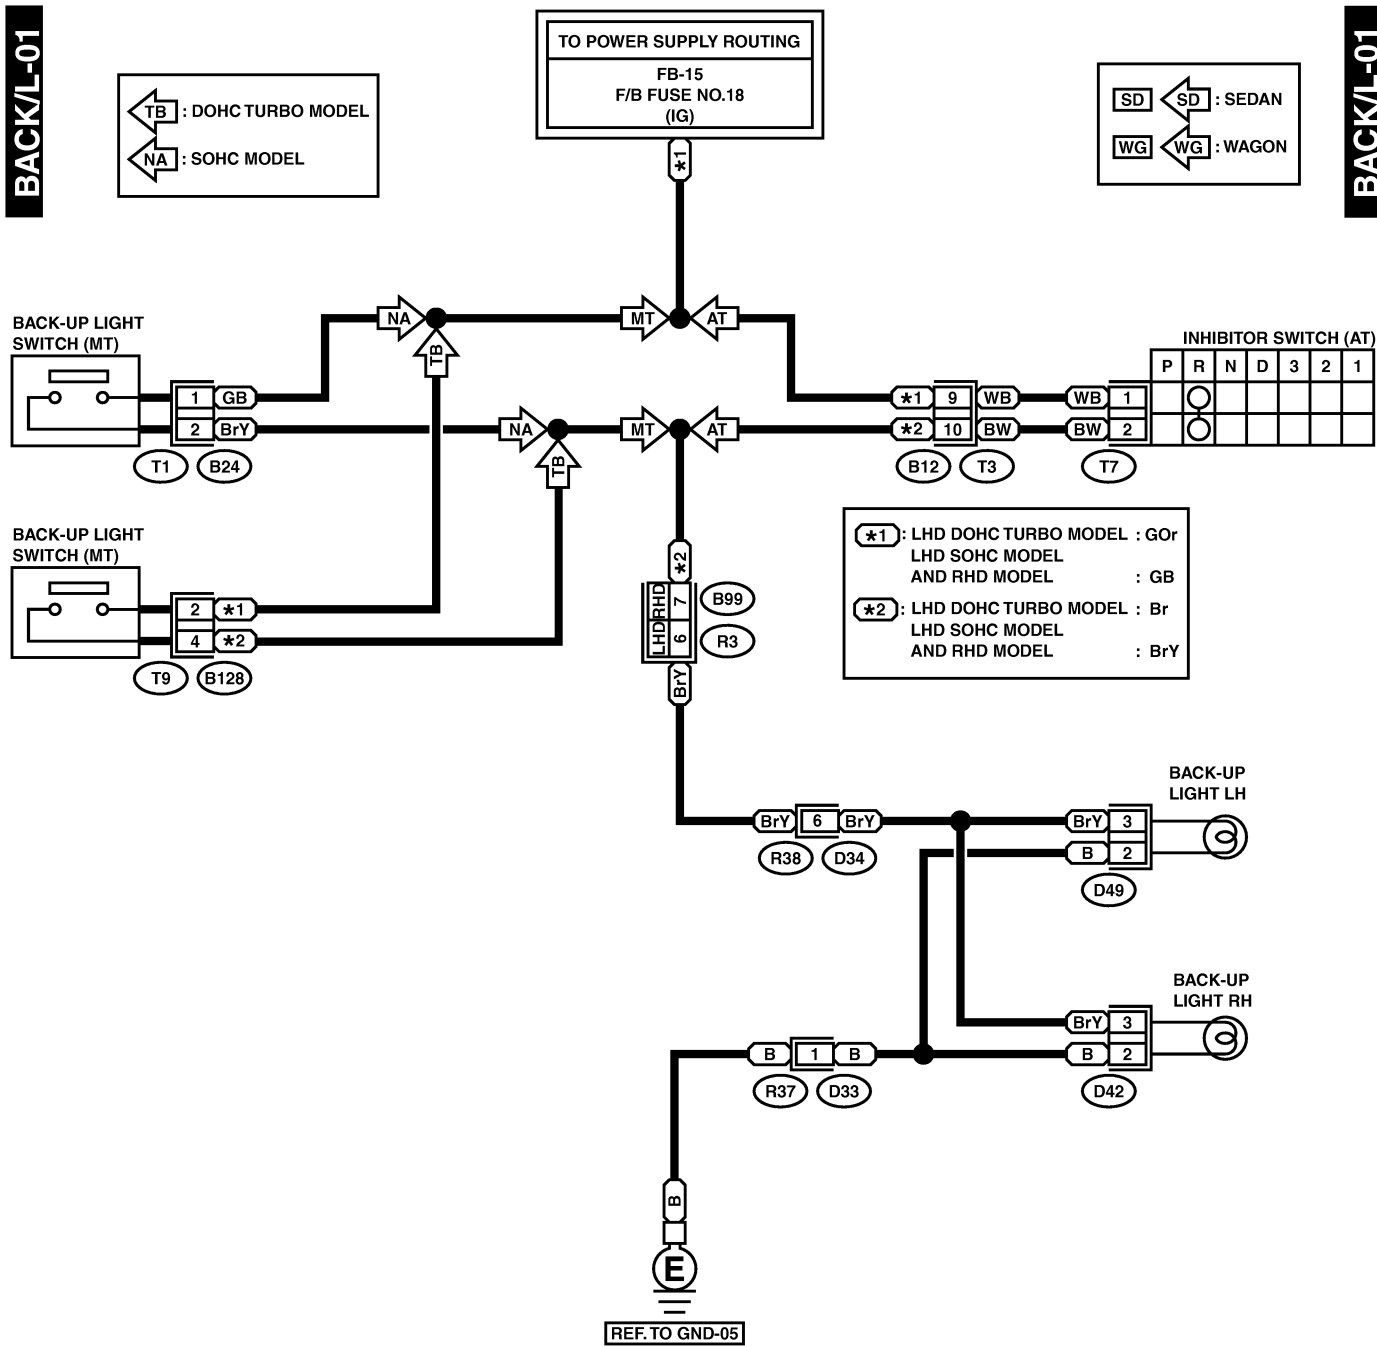 BACK/L-01
BACK/L-01
TO POWER SUPPLY ROUTING
FB-15
F/B FUSE NO.18
(IG)
TB : DOHC TURBO MODEL
NA : SOHC MODEL
SD SD : SEDAN
WG WG : WAGON
*1
NA
MT
AT
TB
BACK-UP LIGHT
SWITCH (MT)
1 GB
2 BrY
T1
B24
NA
MT
AT
TB
INHIBITOR SWITCH (AT)
P R N D 3 2 1
*1 9 WB
WB 1
*2 10 BW
BW 2
B12
T3
T7
BACK-UP LIGHT
SWITCH (MT)
2 *1
4 *2
T9
B128
*2
RHD 7
B99
LHD 6
R3
BrY
*1 : LHD DOHC TURBO MODEL : GOr
LHD SOHC MODEL
AND RHD MODEL : GB
*2 : LHD DOHC TURBO MODEL : Br
LHD SOHC MODEL
AND RHD MODEL : BrY
BACK-UP
LIGHT LH
BrY 6 BrY
BrY 3
B 2
R38
D34
D49
BACK-UP
LIGHT RH
BrY 3
B 1 B
B 2
R37
D33
D42
B
E
REF. TO GND-05